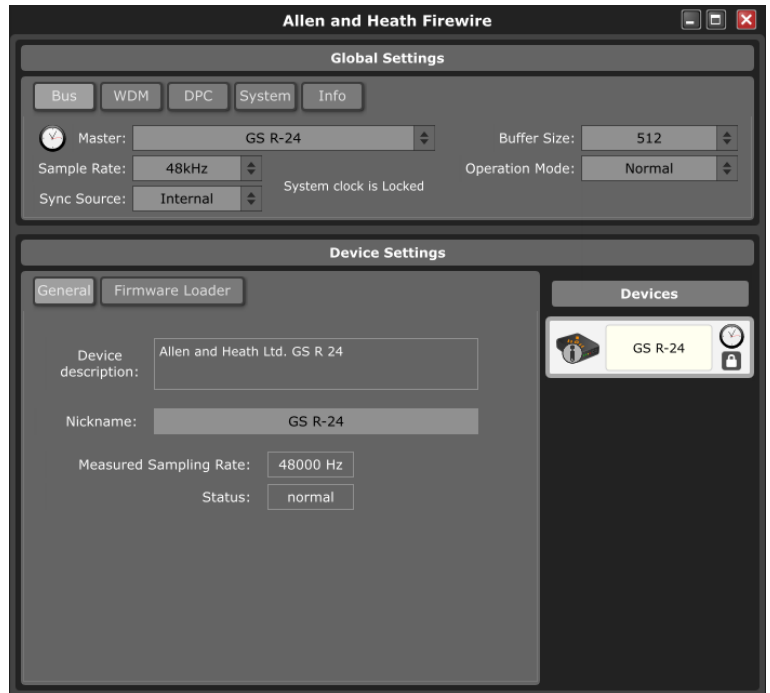 Allen and Heath Firewire
Global Settings
Bus WDM DPC System Info
Master: GS R-24 Buffer Size: 512
Sample Rate: 48kHz Operation Mode: Normal
System clock is Locked
Sync Source: Internal
Device Settings
General Firmware Loader
Devices
GS R-24
Device
description:
Allen and Heath Ltd. GS R 24
Nickname: GS R-24
Measured Sampling Rate: 48000 Hz
Status: normal